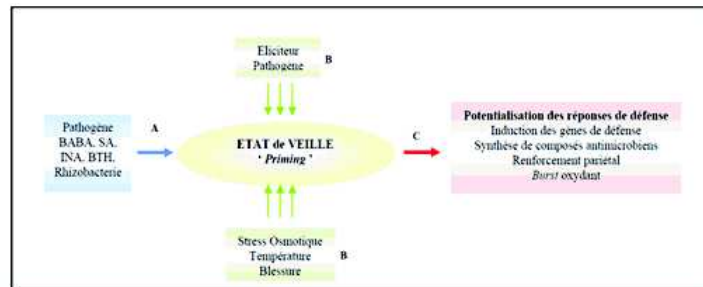 Eliciteur
Pathogène
B
Pathogène
BABA, SA,
INA, BTH,
Rhizobacterie
A
ETAT de VEILLE
‘ Priming ’
C
Potentialisation des réponses de défense
Induction des gènes de défense
Synthèse de composés antimicrobiens
Renforcement pariétal
Burst oxydant
Stress Osmotique
Température
Blessure
B